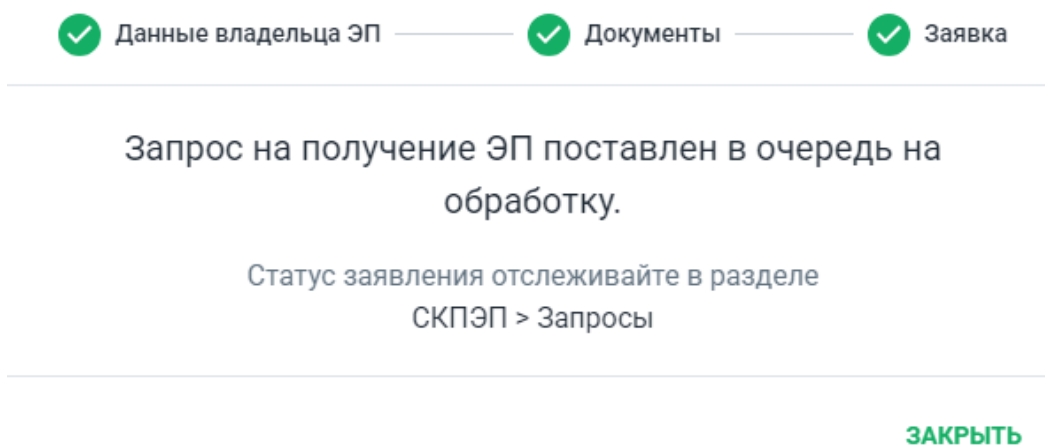 Данные владельца ЭП Документы Заявка
Запрос на получение ЭП поставлен в очередь на
обработку.
Статус заявления отслеживайте в разделе
СКПЭП > Запросы
ЗАКРЫТЬ